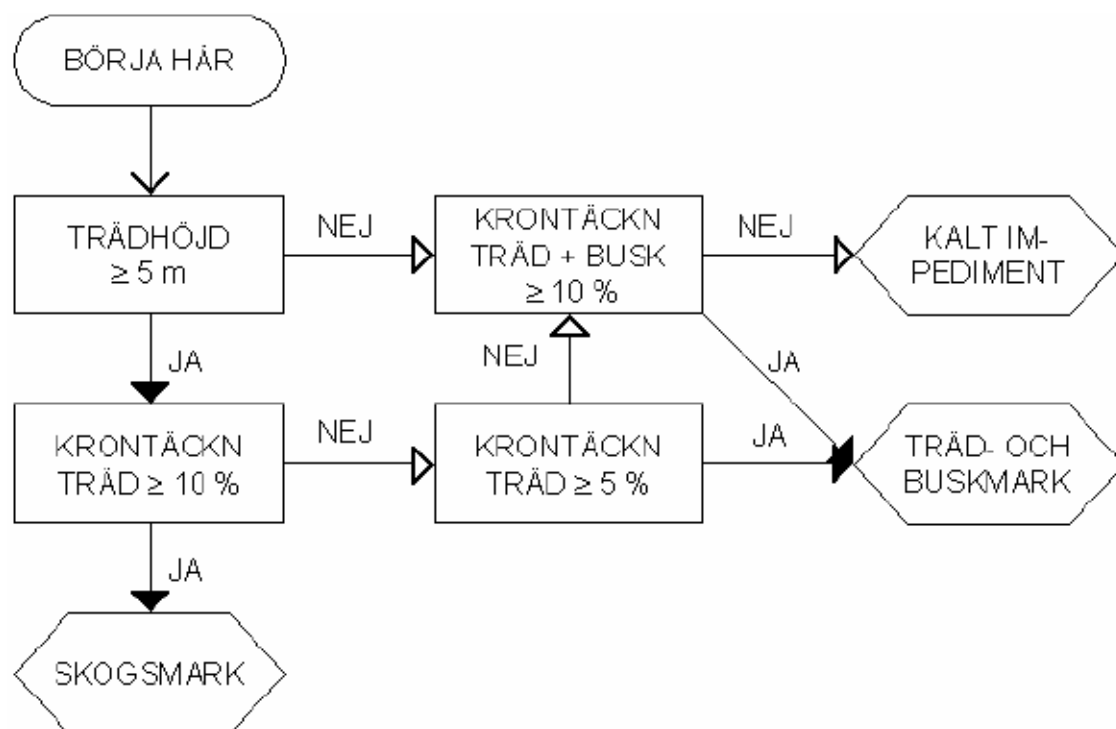 BÖRJA HÄR
TRÄDHÖJD
≥ 5 m
NEJ
KRONTÄCKN
TRÄD + BUSK
≥ 10 %
NEJ
KALT IM-
PEDIMENT
JA
NEJ
JA
KRONTÄCKN
TRÄD ≥ 10 %
NEJ
KRONTÄCKN
TRÄD ≥ 5 %
JA
TRÄD- OCH
BUSKMARK
JA
SKOGSMARK